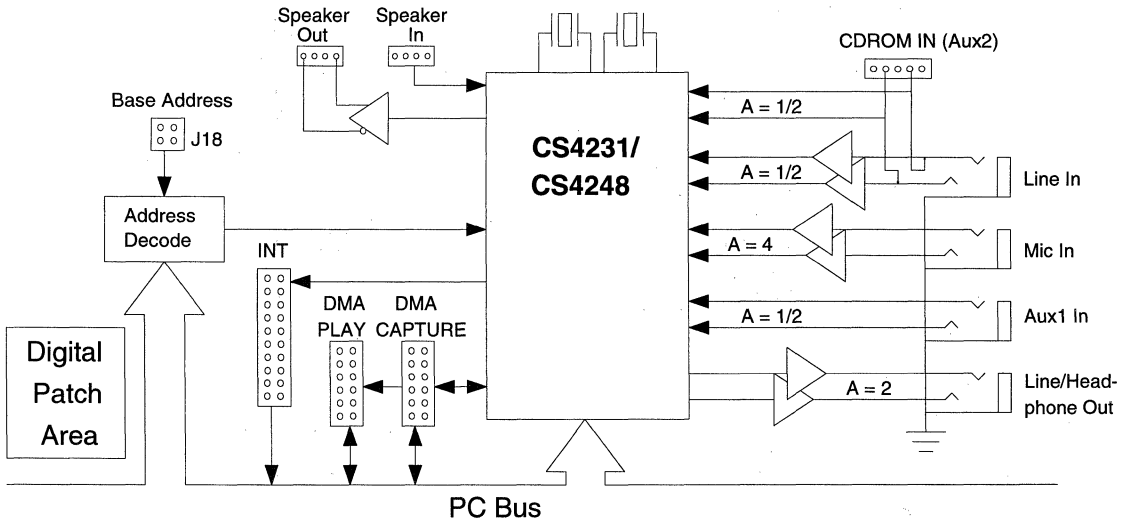 Speaker
Out
Speaker
In
CDROM IN (Aux2)
Base Address
J18
A = 1/2
CS4231/
CS4248
A = 1/2
Line In
Address
Decode
INT
A = 4
Mic In
DMA
PLAY
DMA
CAPTURE
A = 1/2
Aux1 In
Digital
Patch
Area
A = 2
Line/Head-
phone Out
PC Bus